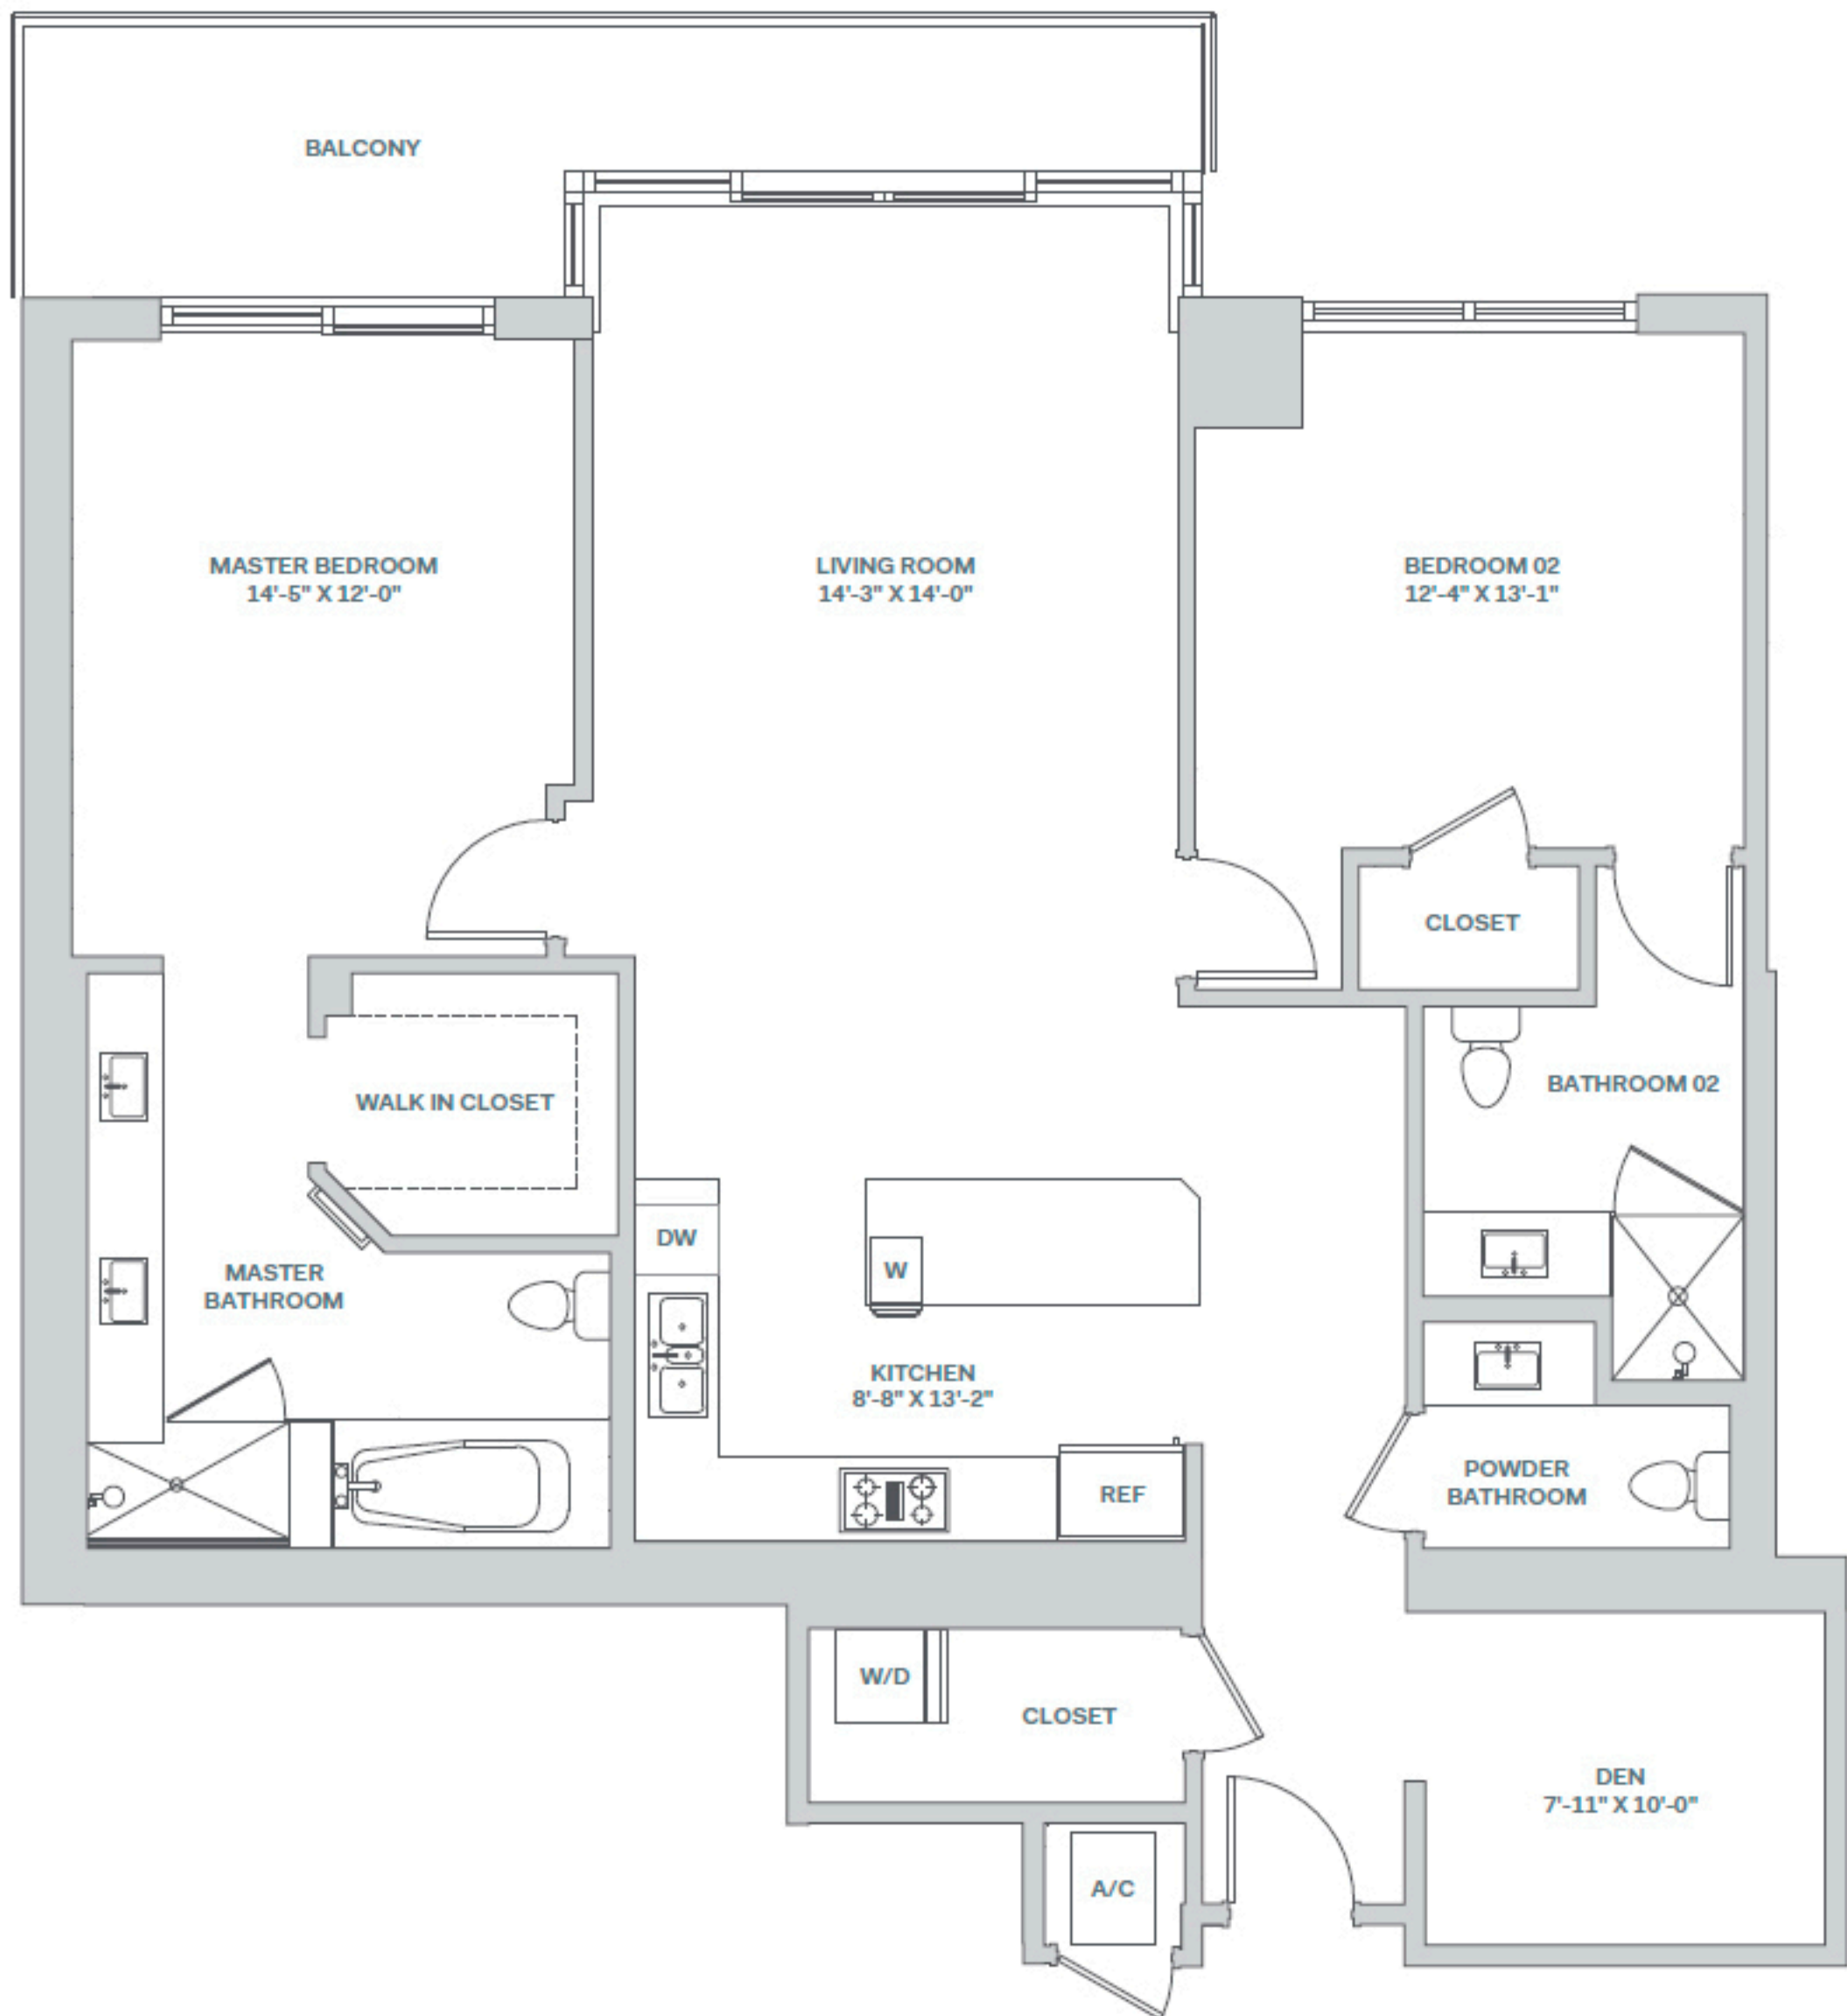 BALCONY
MASTER BEDROOM
14'-5" X 12'-0"
LIVING ROOM
14'-3" X 14'-0"
BEDROOM 02
12'-4" X 13'-1"
CLOSET
WALK IN CLOSET
BATHROOM 02
DW
W
MASTER
BATHROOM
KITCHEN
8'-8" X 13'-2"
REF
POWDER
BATHROOM
W/D
CLOSET
DEN
7'-11" X 10'-0"
A/C